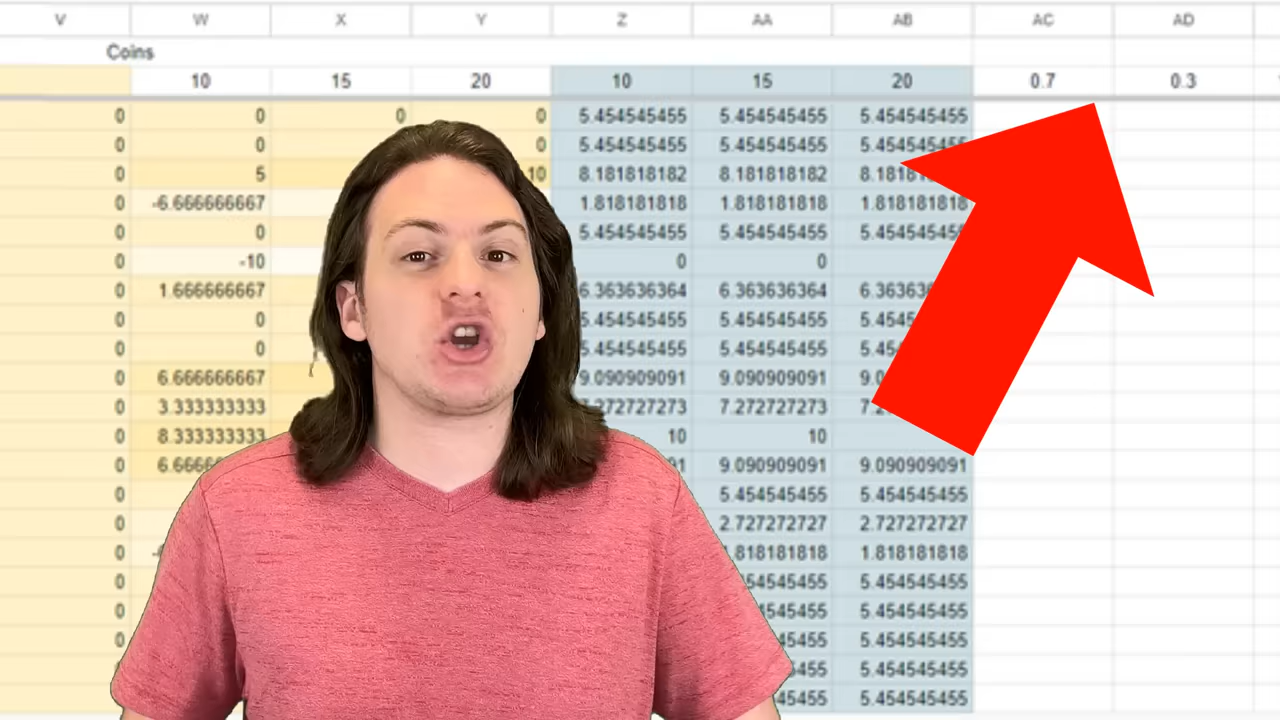 V W X Y Z AA AB AC AD
Coins
10 15 20 10 15 20 0.7 0.3
0 0 0 0 5.454545455 5.454545455 5.454545455
0 0 0 5.454545455 5.454545455 5.454545455
0 5 10 8.181818182 8.181818182 8.1818
0 -6.666666667 1.818181818 1.818181818 1.818181818
0 0 5.454545455 5.454545455 5.454545455
0 -10 0 0
0 1.666666667 6.363636364 6.363636364 6.36363
0 0 5.454545455 5.454545455 5.4545
0 0 5.454545455 5.454545455 5.45
0 6.666666667 9.090909091 9.090909091 9.0
0 3.333333333 7.272727273 7.272727273 7.2
0 8.333333333 10 10
0 6.6666 91 9.090909091 9.090909091
0 5.454545455 5.454545455
0 2.727272727 2.727272727
0 .818181818 1.818181818
0 54545455 5.454545455
0 4545455 5.454545455
0 4545455 5.454545455
545455 5.454545455
0 45455 5.454545455